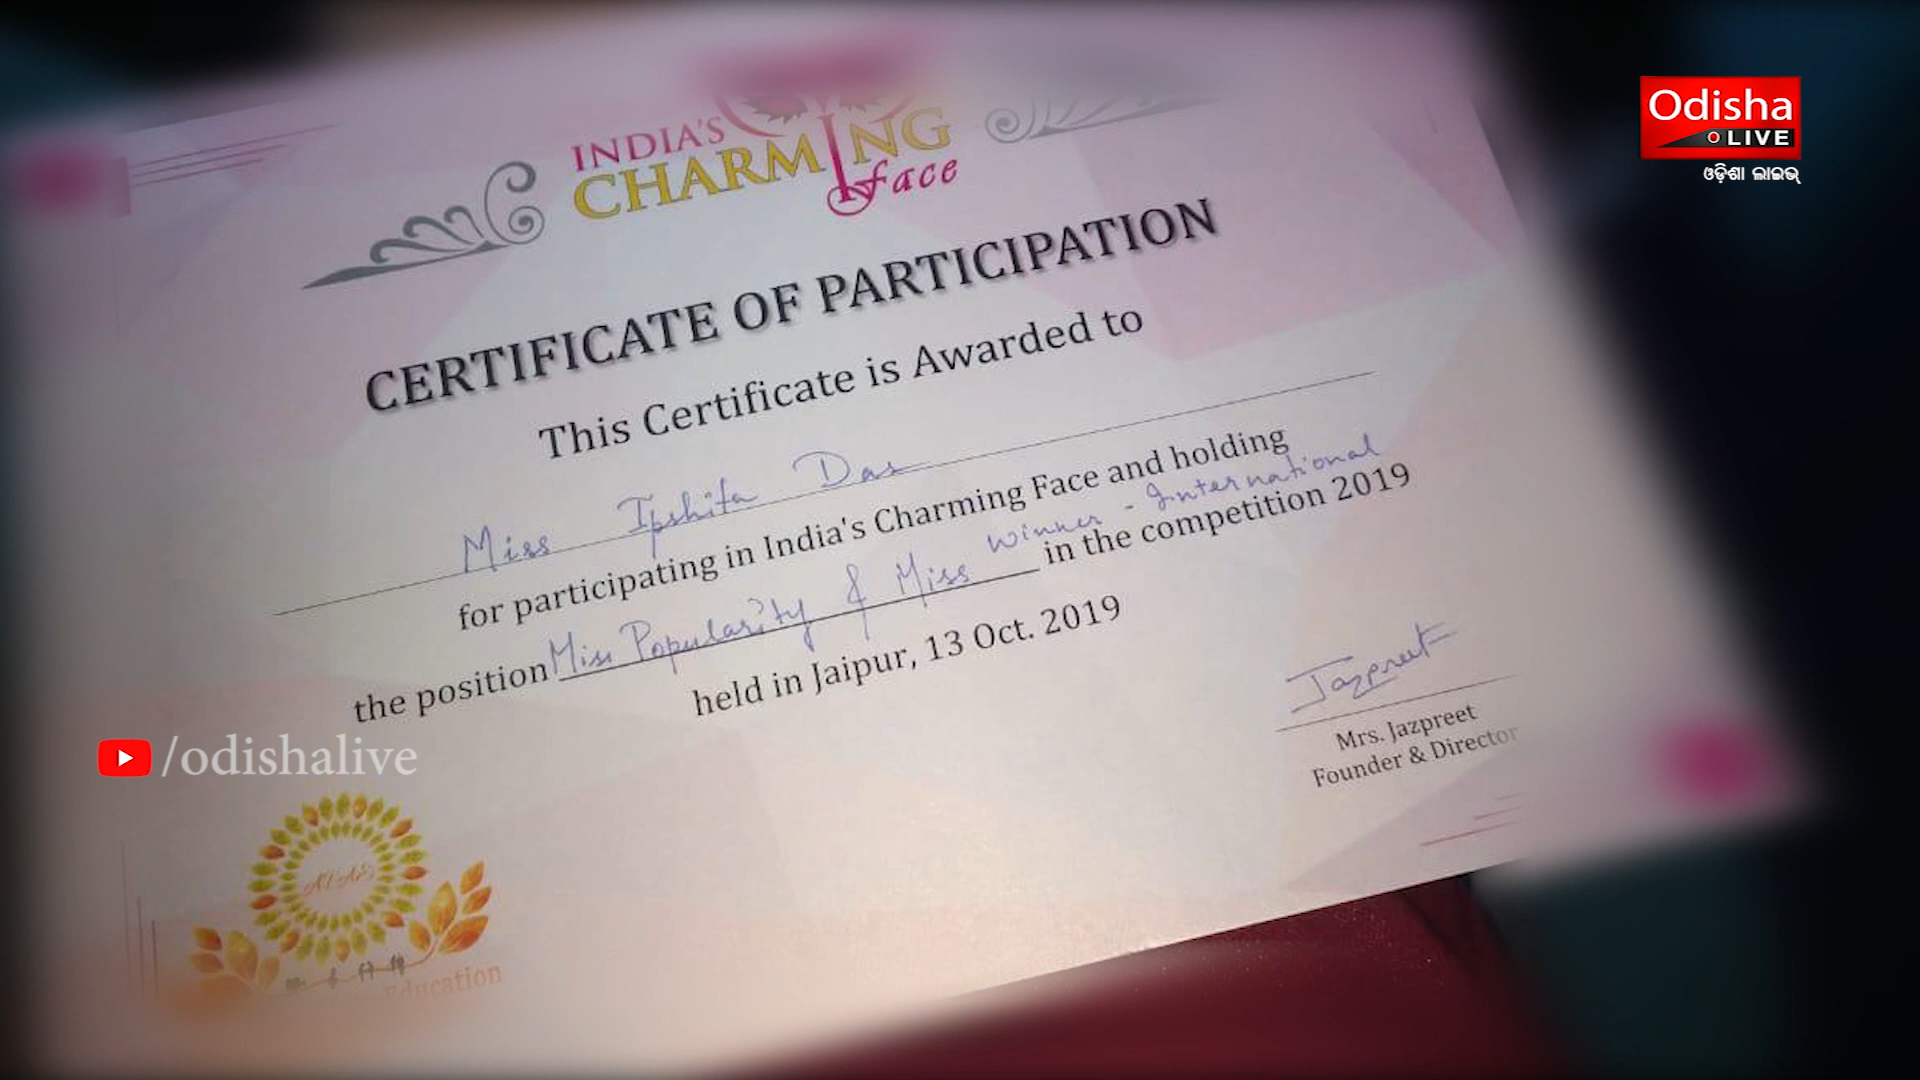 INDIA'S
CHARMING
face
Odisha
LIVE
ଓଡ଼ିଶା ଲାଇଭ୍
CERTIFICATE OF PARTICIPATION
This Certificate is Awarded to
Miss Ipshita Das
for participating in India's Charming Face and holding
the position Miss Popularity & Miss Winner - International in the competition 2019
held in Jaipur, 13 Oct. 2019
Jazpreet
Mrs. Jazpreet
Founder & Director
/odishalive
Education